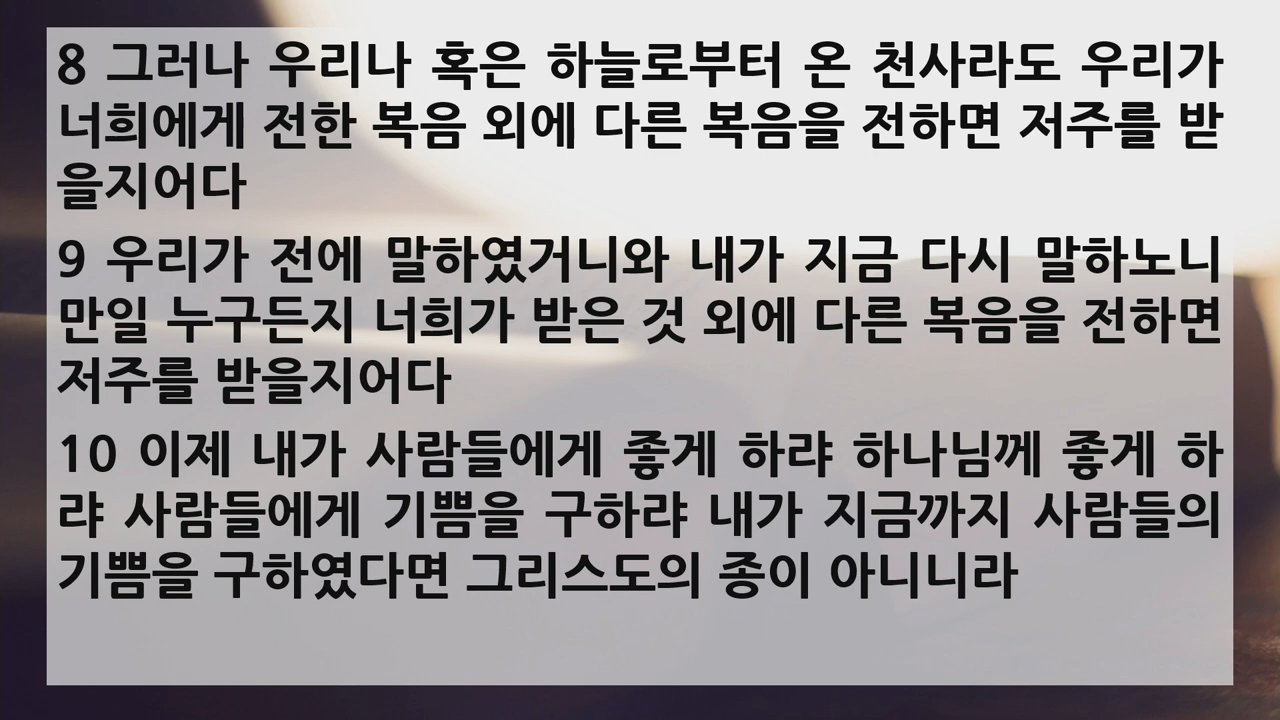 8 그러나 우리나 혹은 하늘로부터 온 천사라도 우리가
너희에게 전한 복음 외에 다른 복음을 전하면 저주를 받
을지어다
9 우리가 전에 말하였거니와 내가 지금 다시 말하노니
만일 누구든지 너희가 받은 것 외에 다른 복음을 전하면
저주를 받을지어다
10 이제 내가 사람들에게 좋게 하랴 하나님께 좋게 하
랴 사람들에게 기쁨을 구하랴 내가 지금까지 사람들의
기쁨을 구하였다면 그리스도의 종이 아니니라